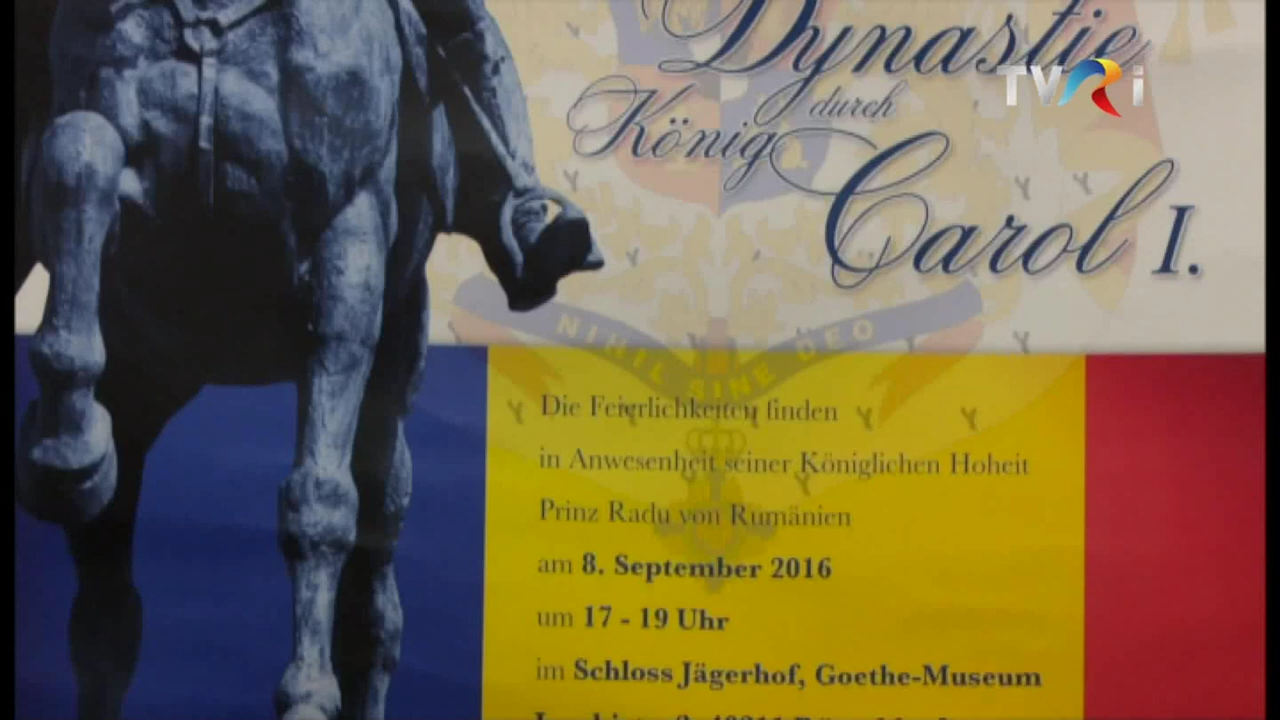 Dynastie
TVRi
durch
König
Carol I.
NIHIL SINE DEO
Die Feierlichkeiten finden
in Anwesenheit seiner Königlichen Hoheit
Prinz Radu von Rumänien
am 8. September 2016
um 17 - 19 Uhr
im Schloss Jägerhof, Goethe-Museum